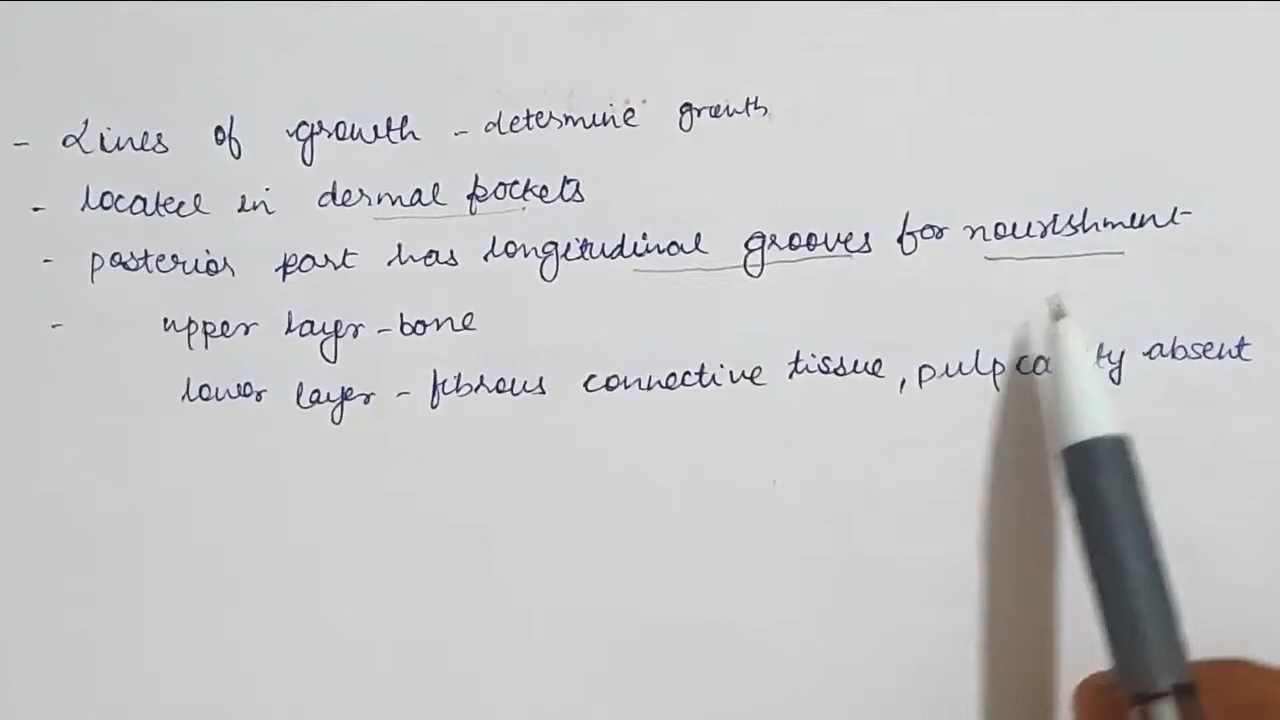 - Lines of growth - determine growth
- located in dermal pockets
- posterior part has longitudinal grooves for nourishment
- upper layer - bone
lower layer - fibrous connective tissue, pulp absent